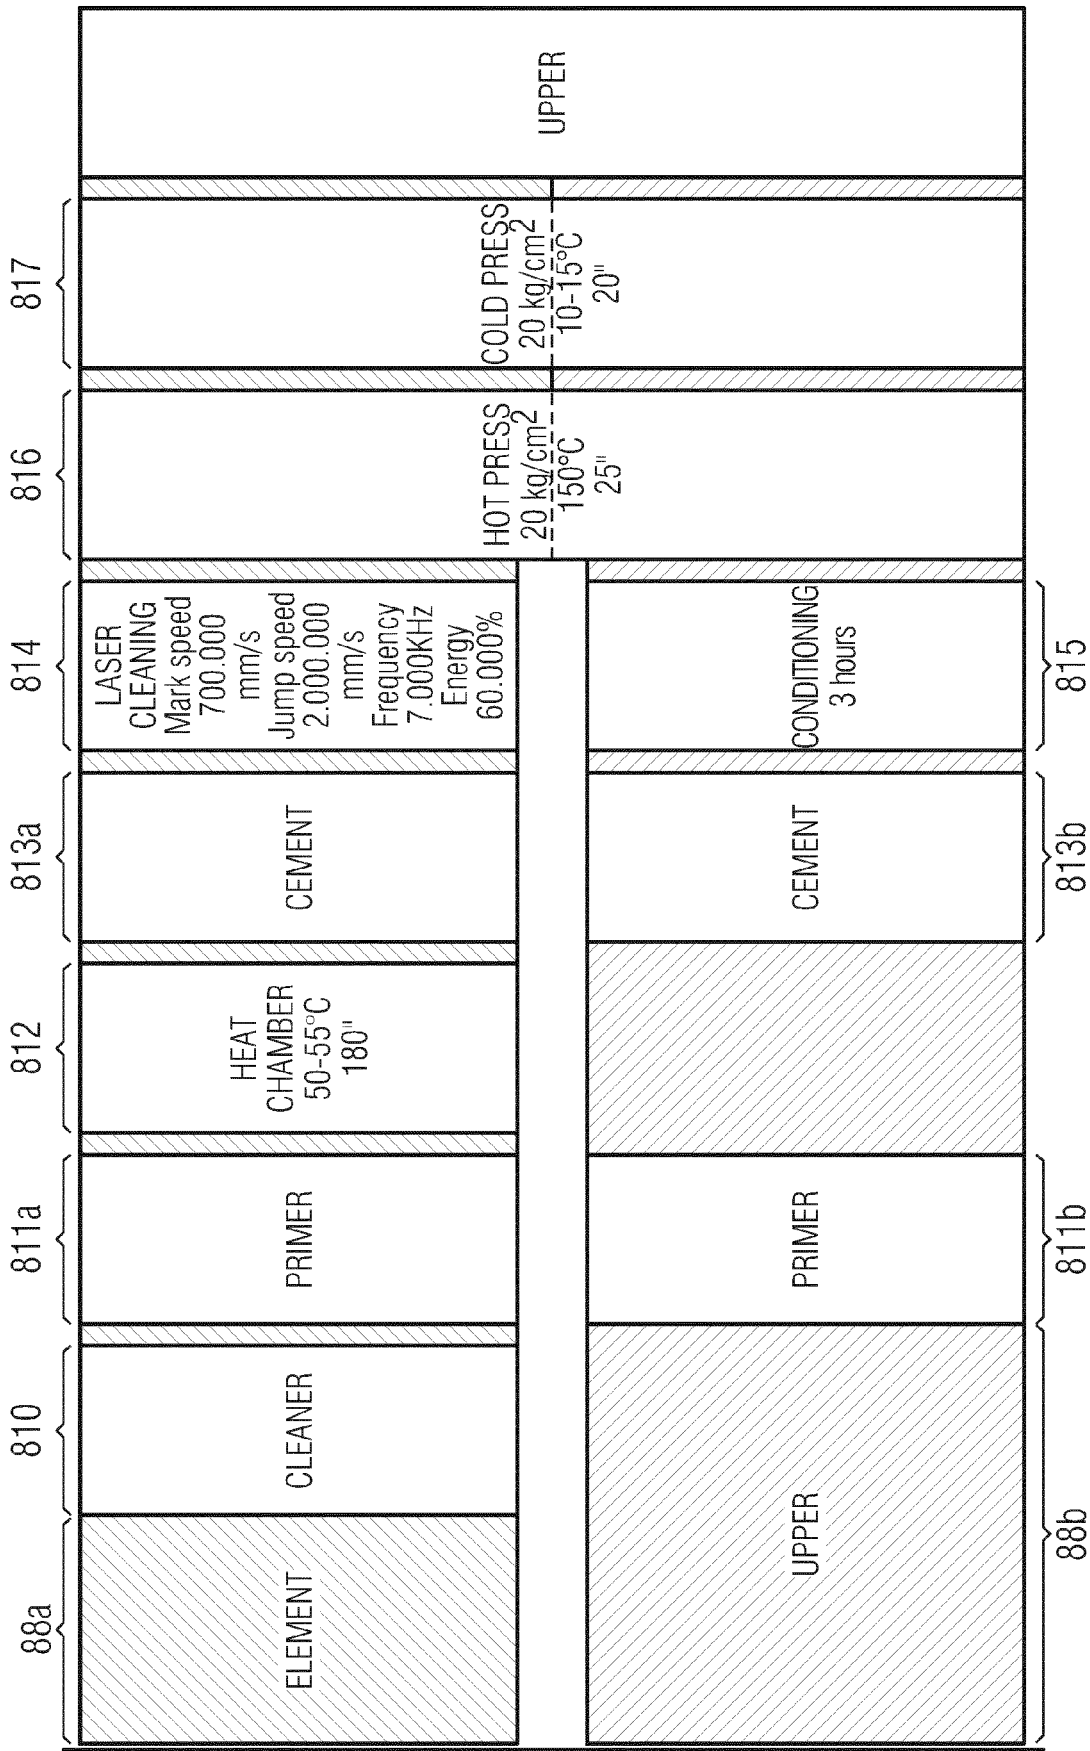 88a
810
811a
812
813a
814
816
817
ELEMENT
CLEANER
PRIMER
HEAT
CHAMBER
50-55°C
180"
CEMENT
LASER
CLEANING
Mark speed
700.000
mm/s
Jump speed
2.000.000
mm/s
Frequency
7.000KHz
Energy
60.000%
HOT PRESS
20 kg/cm2
150°C
25"
COLD PRESS
20 kg/cm2
10-15°C
20"
UPPER
UPPER
PRIMER
CEMENT
CONDITIONING
3 hours
88b
811b
813b
815